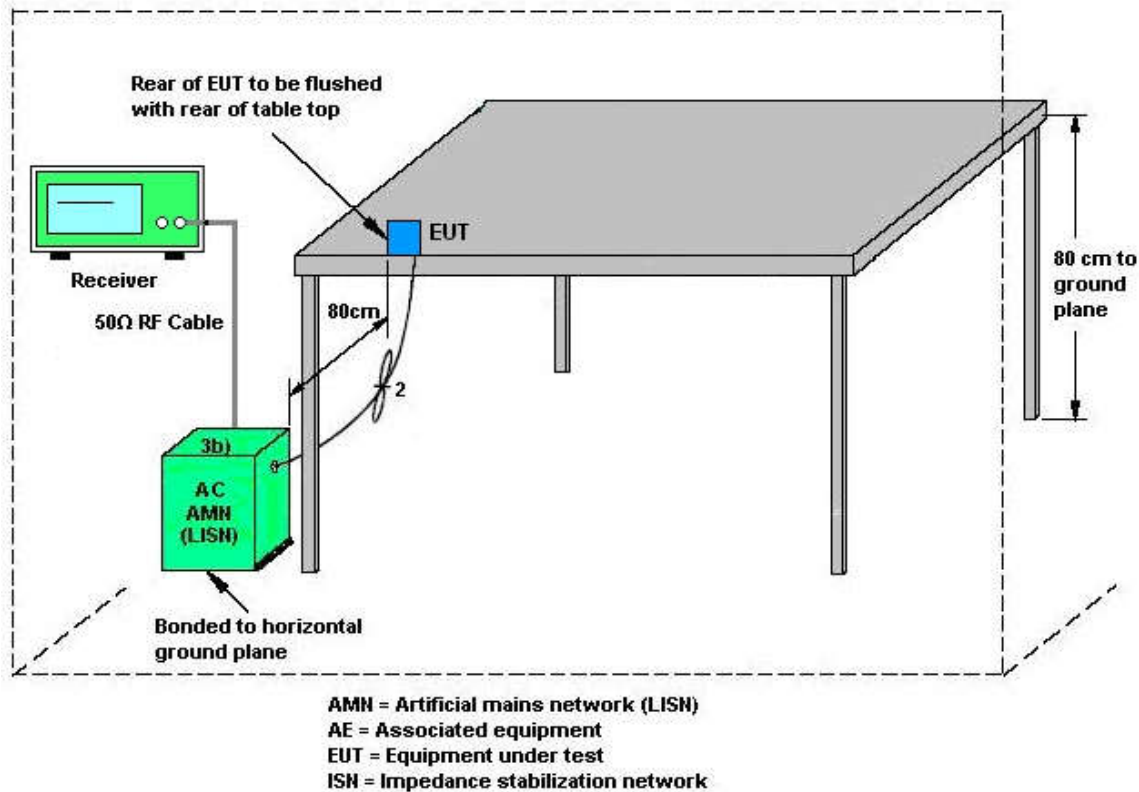 Rear of EUT to be flushed
with rear of table top
EUT
Receiver
50Ω RF Cable
80cm
2
80 cm to
ground
plane
3b)
AC
AMN
(LISN)
Bonded to horizontal
ground plane
AMN = Artificial mains network (LISN)
AE = Associated equipment
EUT = Equipment under test
ISN = Impedance stabilization network